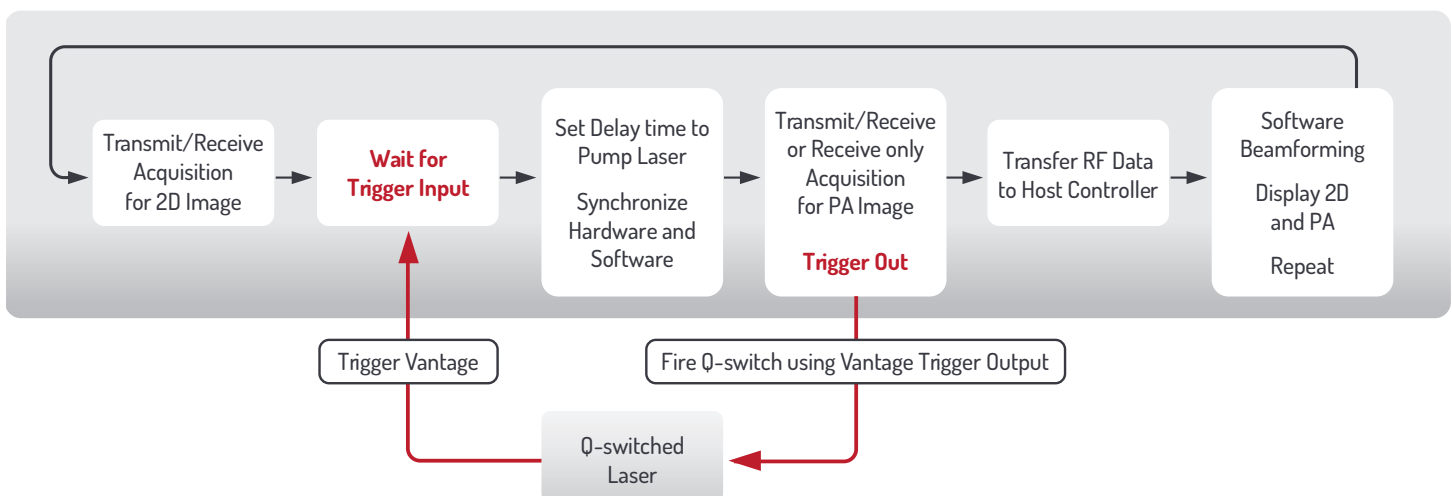 Transmit/Receive
Acquisition
for 2D Image
Wait for
Trigger Input
Set Delay time to
Pump Laser
Synchronize
Hardware and
Software
Transmit/Receive
or Receive only
Acquisition
for PA Image
Trigger Out
Transfer RF Data
to Host Controller
Software
Beamforming
Display 2D
and PA
Repeat
Trigger Vantage
Fire Q-switch using Vantage Trigger Output
Q-switched
Laser